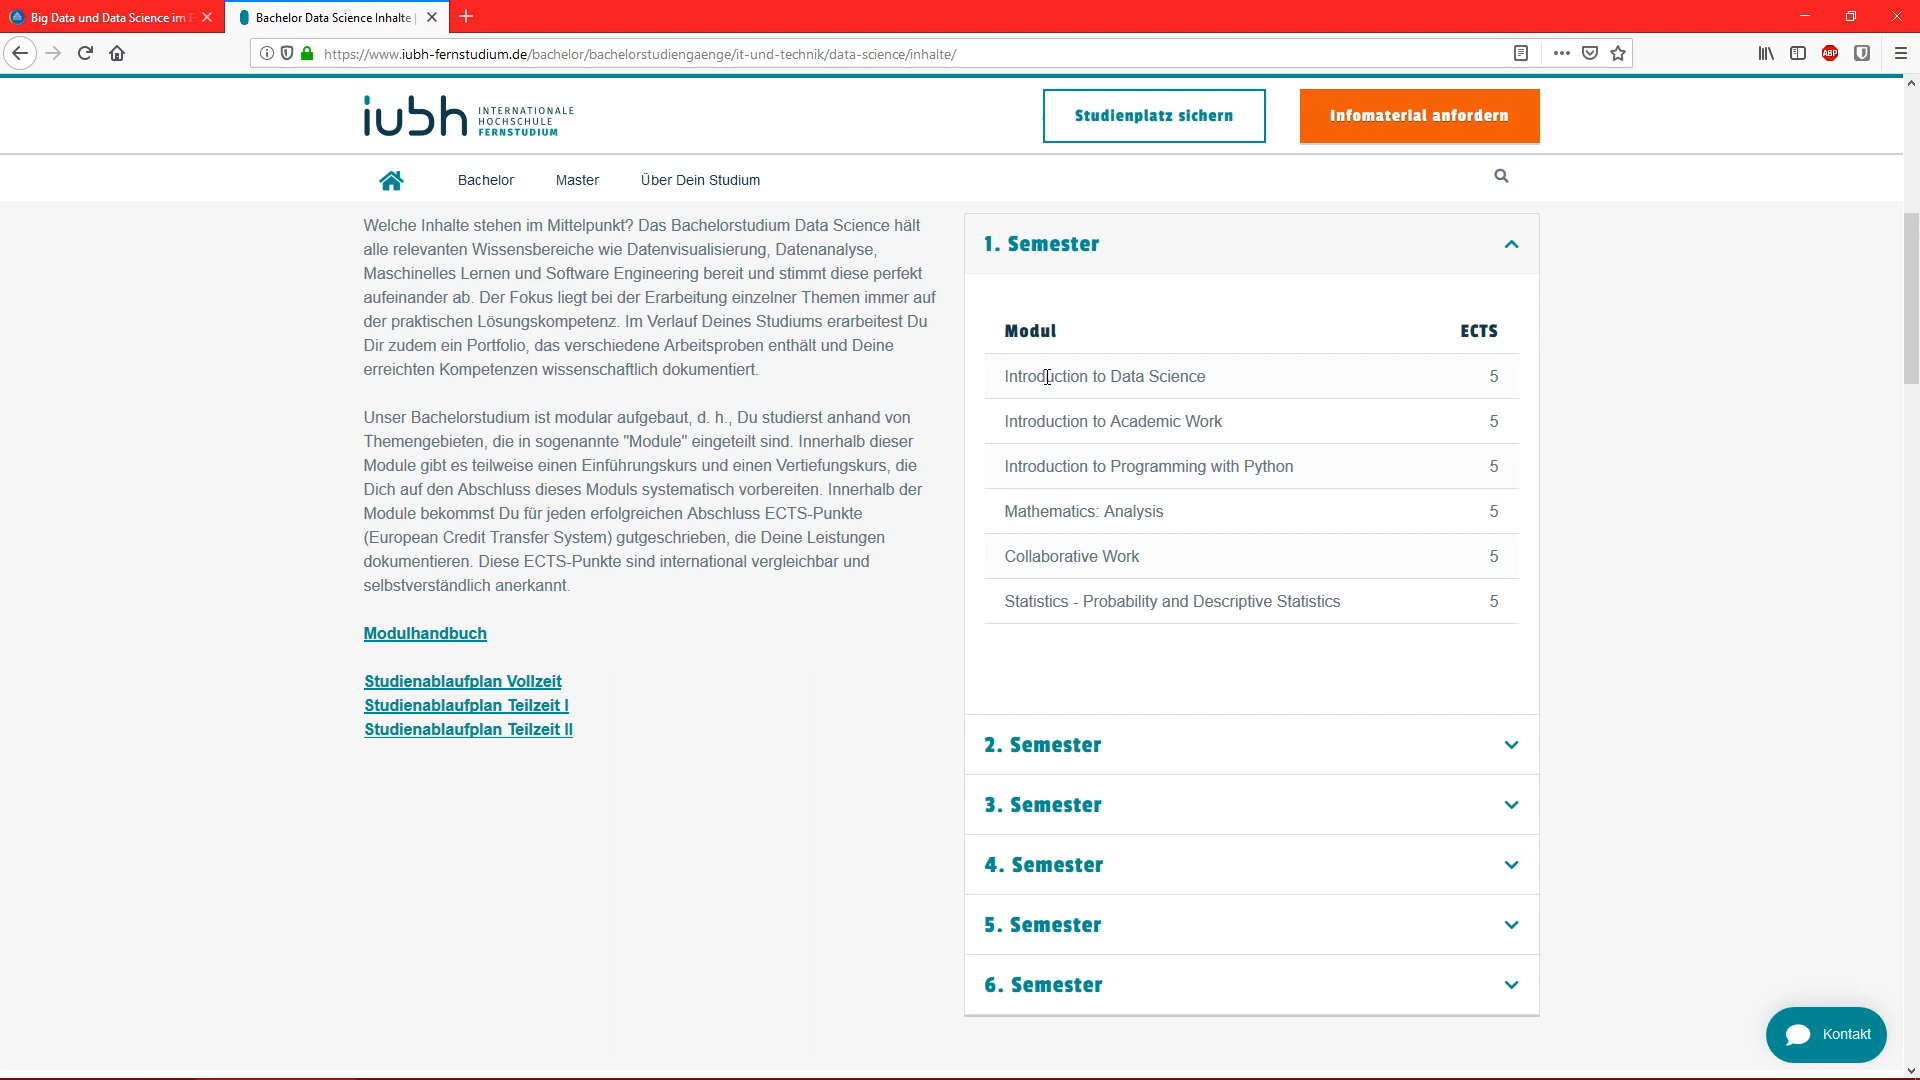 Big Data und Data Science im
Bachelor Data Science Inhalte |
https://www.iubh-fernstudium.de/bachelor/bachelorstudiengaenge/it-und-technik/data-science/inhalte/
ABP
iubh
INTERNATIONALE
HOCHSCHULE
FERNSTUDIUM
Studienplatz sichern
Infomaterial anfordern
Bachelor
Master
Über Dein Studium
Welche Inhalte stehen im Mittelpunkt? Das Bachelorstudium Data Science hält
alle relevanten Wissensbereiche wie Datenvisualisierung, Datenanalyse,
Maschinelles Lernen und Software Engineering bereit und stimmt diese perfekt
aufeinander ab. Der Fokus liegt bei der Erarbeitung einzelner Themen immer auf
der praktischen Lösungskompetenz. Im Verlauf Deines Studiums erarbeitest Du
Dir zudem ein Portfolio, das verschiedene Arbeitsproben enthält und Deine
erreichten Kompetenzen wissenschaftlich dokumentiert.
Unser Bachelorstudium ist modular aufgebaut, d. h., Du studierst anhand von
Themengebieten, die in sogenannte "Module" eingeteilt sind. Innerhalb dieser
Module gibt es teilweise einen Einführungskurs und einen Vertiefungskurs, die
Dich auf den Abschluss dieses Moduls systematisch vorbereiten. Innerhalb der
Module bekommst Du für jeden erfolgreichen Abschluss ECTS-Punkte
(European Credit Transfer System) gutgeschrieben, die Deine Leistungen
dokumentieren. Diese ECTS-Punkte sind international vergleichbar und
selbstverständlich anerkannt.
Modulhandbuch
Studienablaufplan Vollzeit
Studienablaufplan Teilzeit I
Studienablaufplan Teilzeit II
1. Semester
Modul ECTS
Introduction to Data Science 5
Introduction to Academic Work 5
Introduction to Programming with Python 5
Mathematics: Analysis 5
Collaborative Work 5
Statistics - Probability and Descriptive Statistics 5
2. Semester
3. Semester
4. Semester
5. Semester
6. Semester
Kontakt